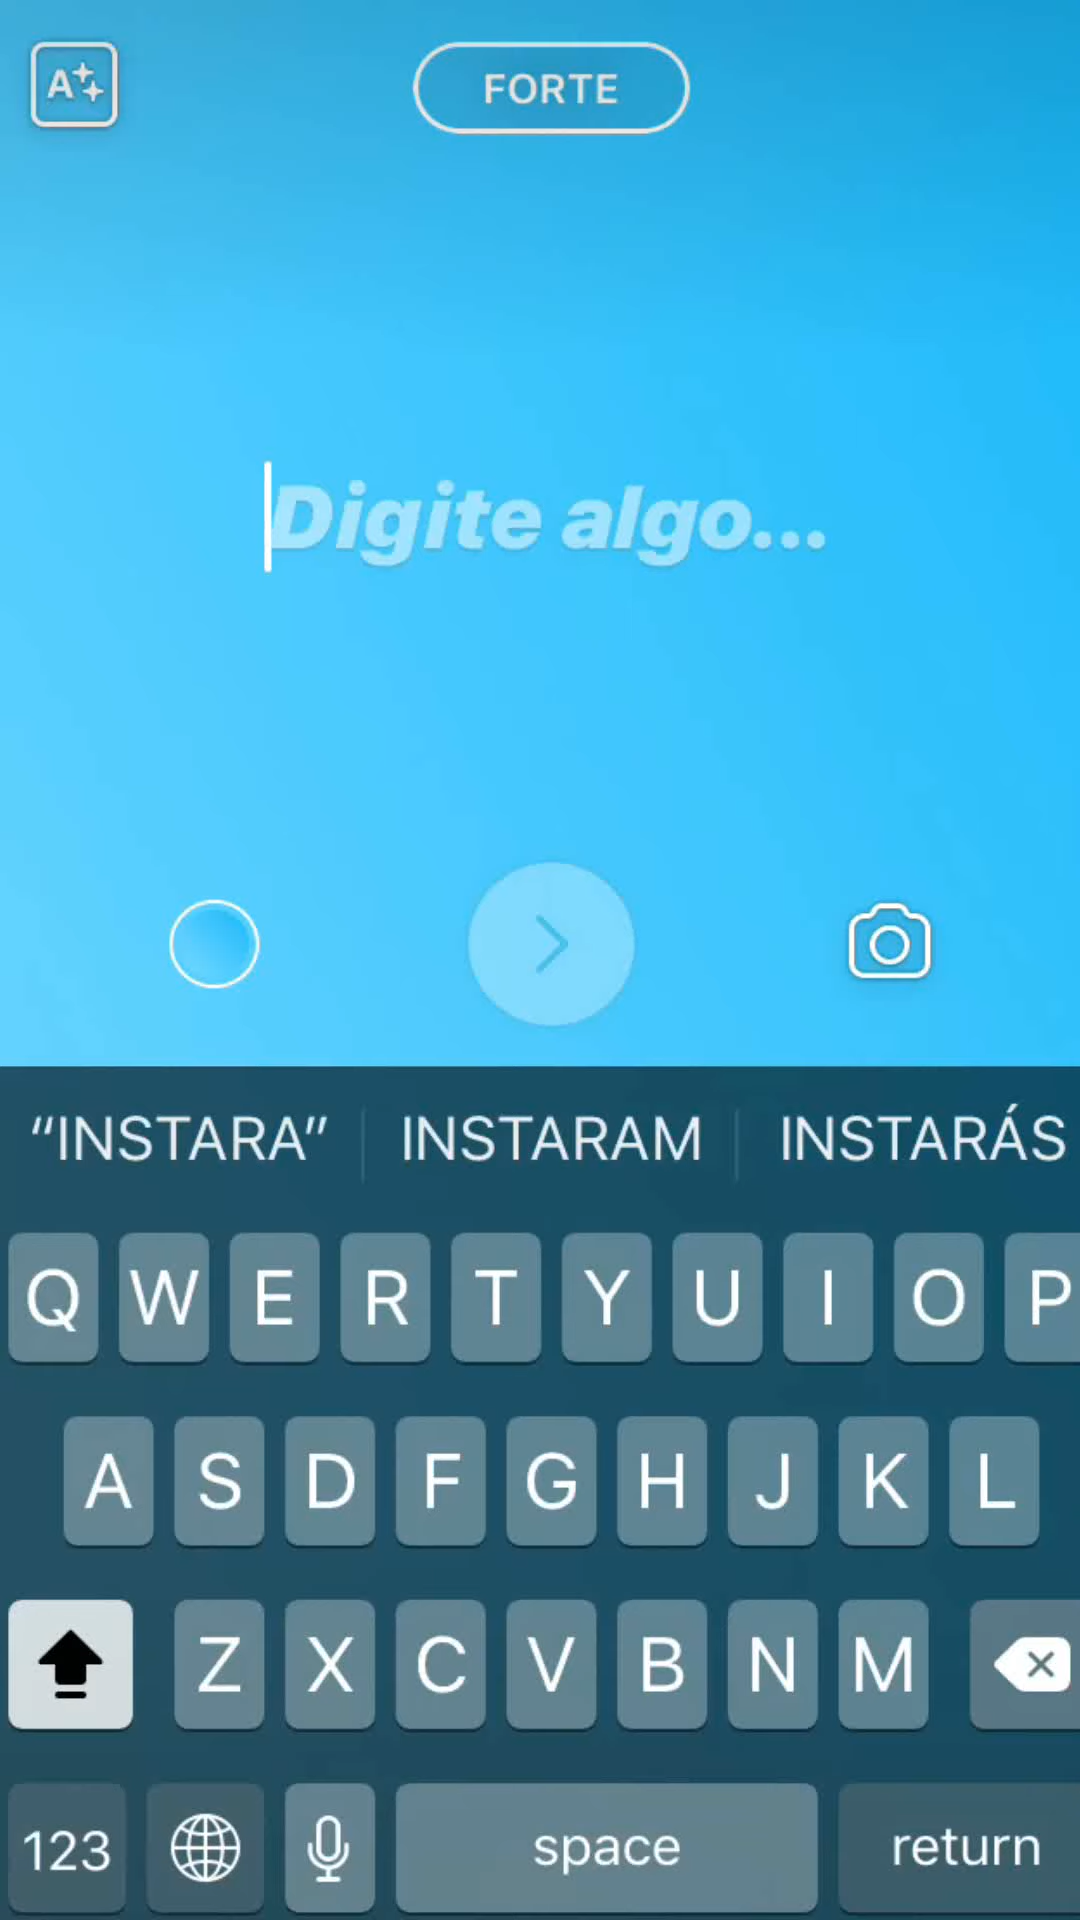 A
FORTE
Digite algo...
“INSTARA” INSTARAM INSTARÁS
Q W E R T Y U I O P
A S D F G H J K L
Z X C V B N M
123 space return